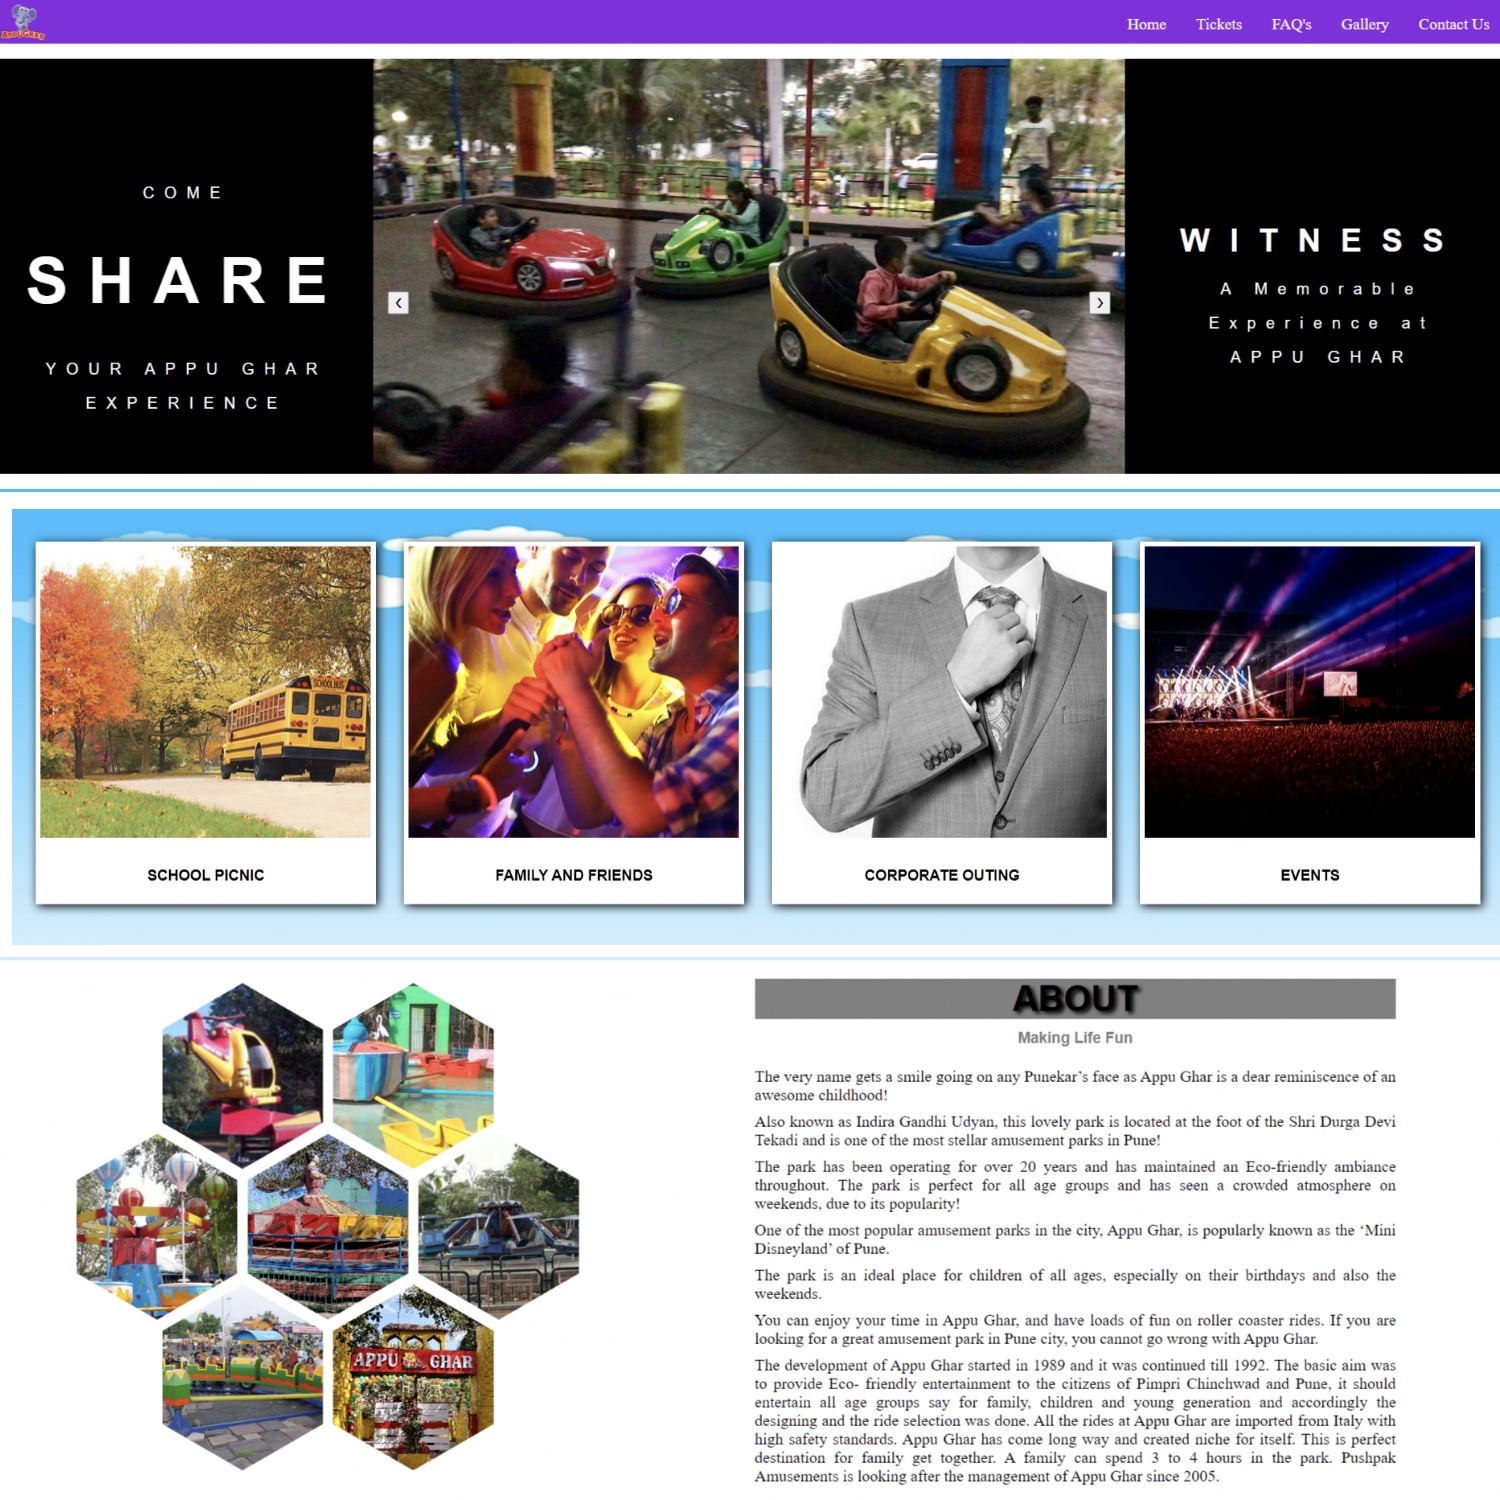 APPUGHAR
Home Tickets FAQ's Gallery Contact Us
COME
SHARE
YOUR APPU GHAR
EXPERIENCE
‹
›
WITNESS
A Memorable
Experience at
APPU GHAR
SCHOOL BUS
SCHOOL PICNIC
FAMILY AND FRIENDS
CORPORATE OUTING
EVENTS
APPU GHAR
ABOUT
Making Life Fun
The very name gets a smile going on any Punekar’s face as Appu Ghar is a dear reminiscence of an
awesome childhood!
Also known as Indira Gandhi Udyan, this lovely park is located at the foot of the Shri Durga Devi
Tekadi and is one of the most stellar amusement parks in Pune!
The park has been operating for over 20 years and has maintained an Eco-friendly ambiance
throughout. The park is perfect for all age groups and has seen a crowded atmosphere on
weekends, due to its popularity!
One of the most popular amusement parks in the city, Appu Ghar, is popularly known as the ‘Mini
Disneyland’ of Pune.
The park is an ideal place for children of all ages, especially on their birthdays and also the
weekends.
You can enjoy your time in Appu Ghar, and have loads of fun on roller coaster rides. If you are
looking for a great amusement park in Pune city, you cannot go wrong with Appu Ghar.
The development of Appu Ghar started in 1989 and it was continued till 1992. The basic aim was
to provide Eco- friendly entertainment to the citizens of Pimpri Chinchwad and Pune, it should
entertain all age groups say for family, children and young generation and accordingly the
designing and the ride selection was done. All the rides at Appu Ghar are imported from Italy with
high safety standards. Appu Ghar has come long way and created niche for itself. This is perfect
destination for family get together. A family can spend 3 to 4 hours in the park. Pushpak
Amusements is looking after the management of Appu Ghar since 2005.